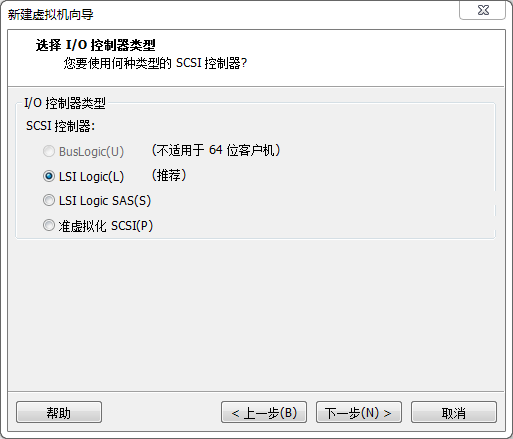 新建虚拟机向导
选择 I/O 控制器类型
您要使用何种类型的 SCSI 控制器?
I/O 控制器类型
SCSI 控制器:
BusLogic(U) (不适用于 64 位客户机)
LSI Logic(L) (推荐)
LSI Logic SAS(S)
准虚拟化 SCSI(P)
帮助 < 上一步(B) 下一步(N) > 取消